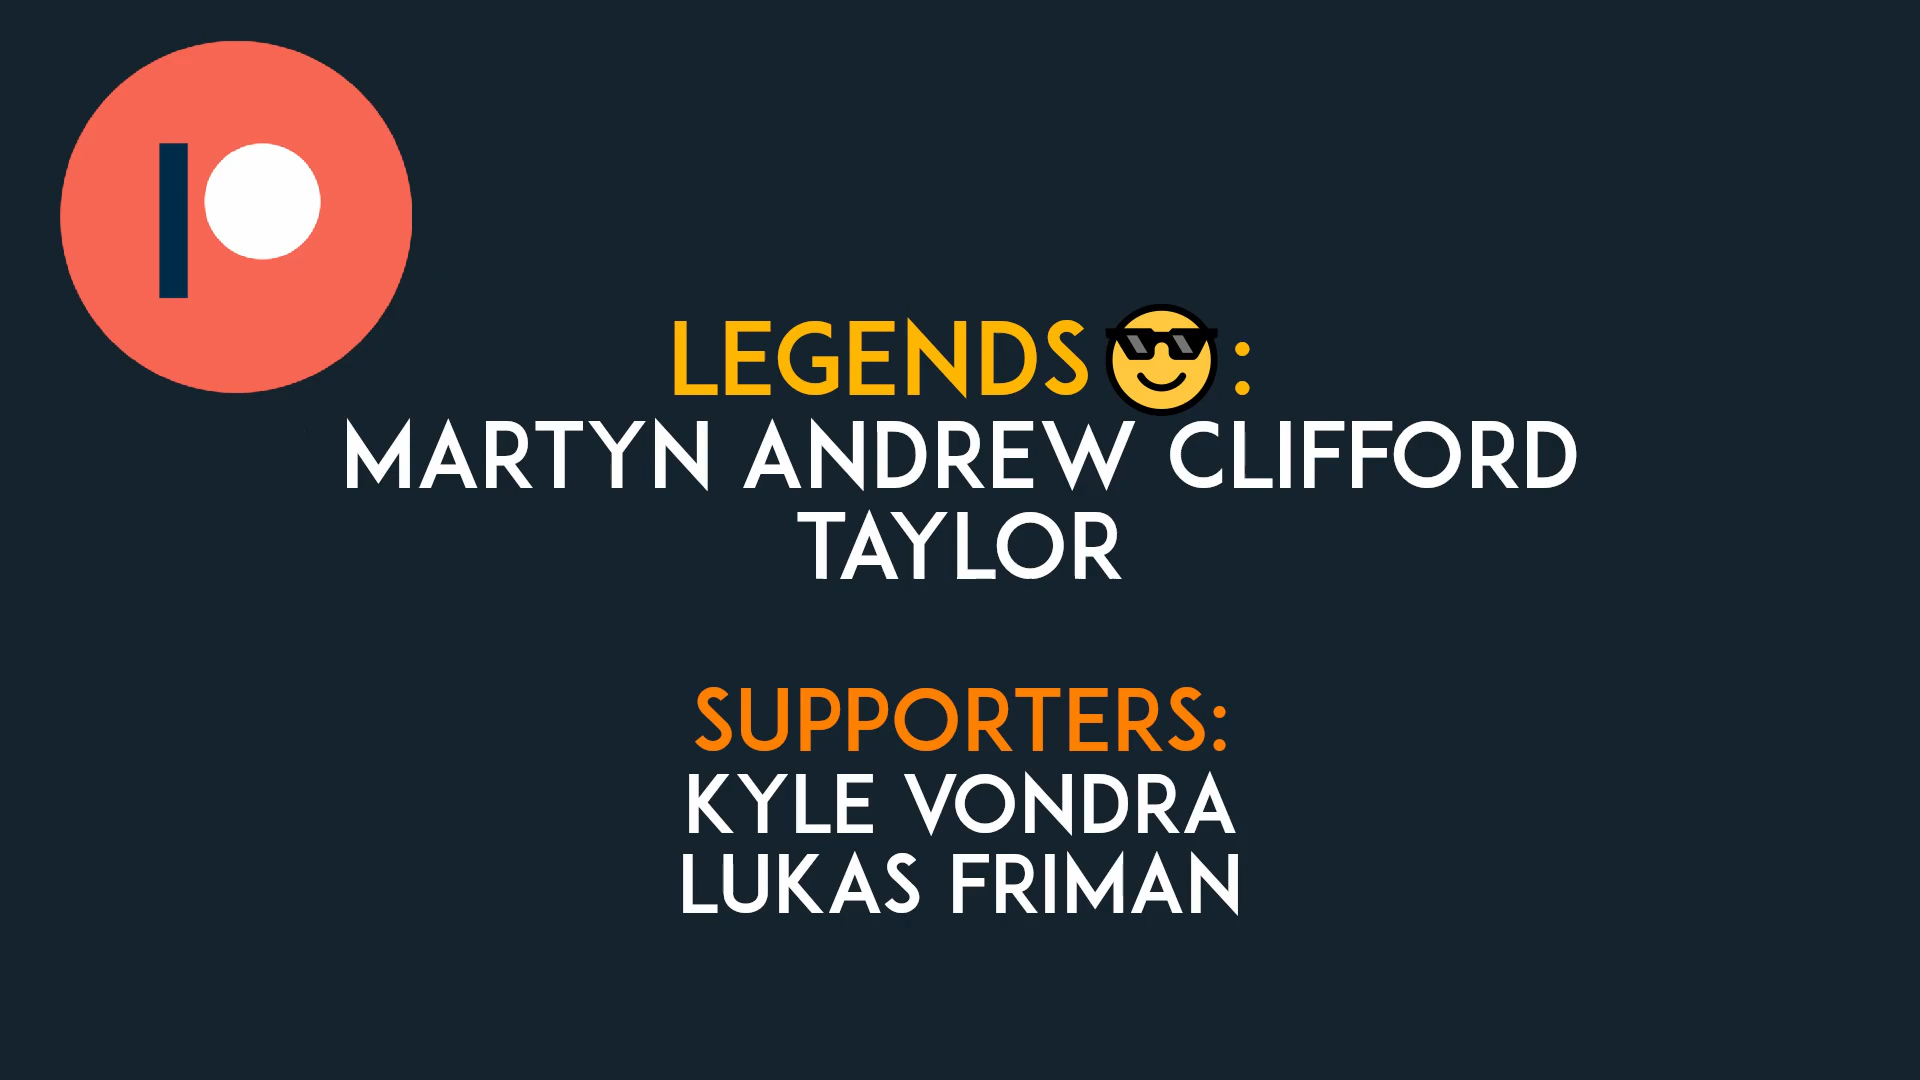 LEGENDS😎:
MARTYN ANDREW CLIFFORD
TAYLOR
SUPPORTERS:
KYLE VONDRA
LUKAS FRIMAN